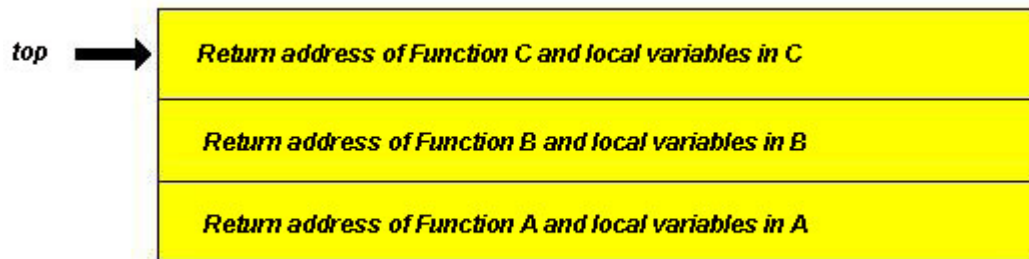 top
Return address of Function C and local variables in C
Return address of Function B and local variables in B
Return address of Function A and local variables in A